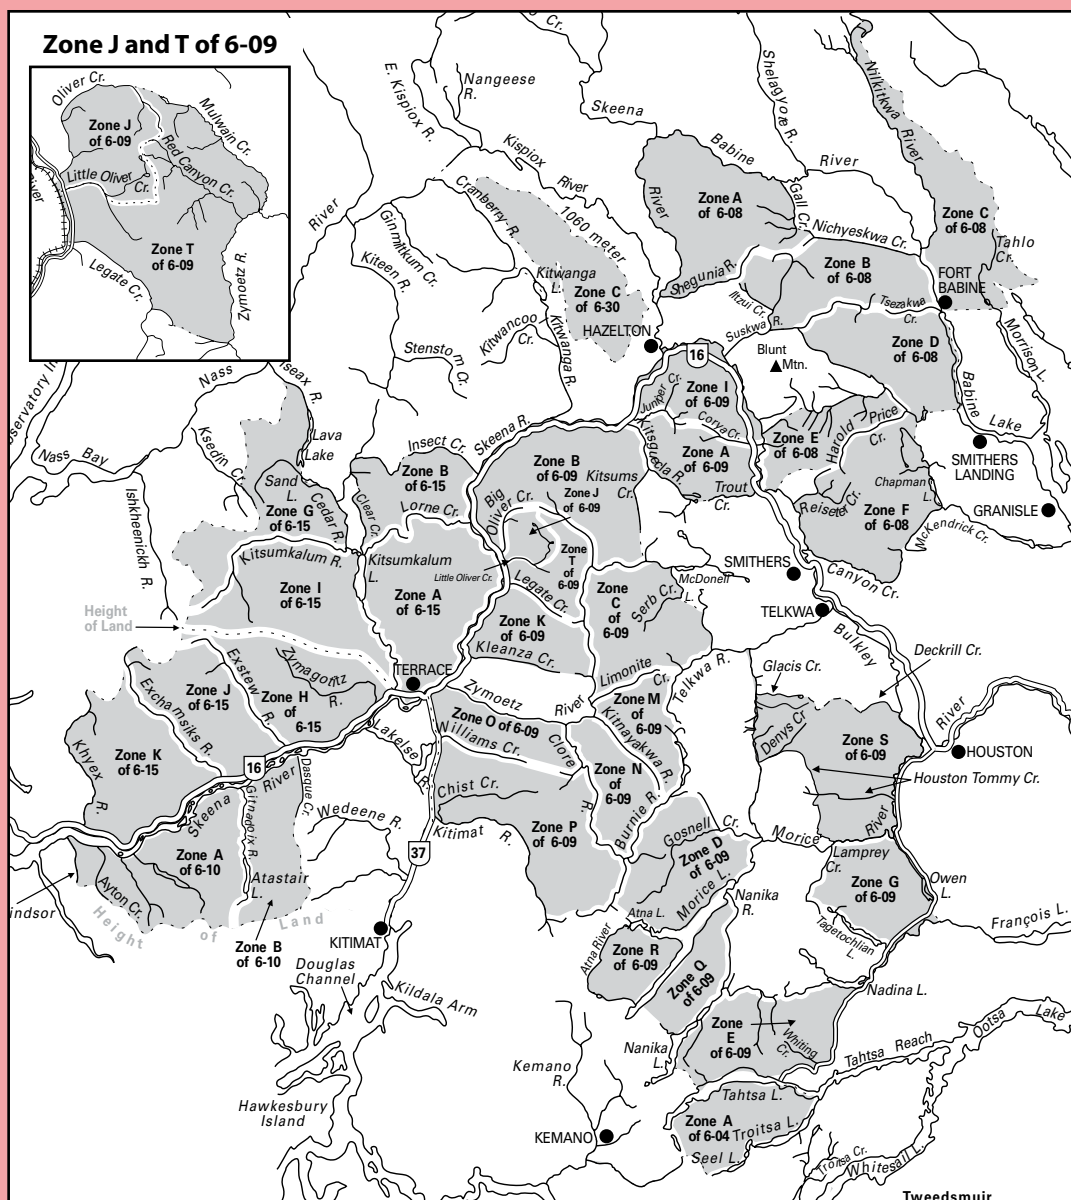 Zone J and T of 6-09
Oliver Cr.
Mulwain Cr.
Zone J
of 6-09
Red Canyon Cr.
Little Oliver
Cr.
River
Zone T
of 6-09
Legate Cr.
Zymoetz R.
Cr.
E. Kispiox R.
Nangeese
R.
Skeena
Shelagyote R.
Nilkitkwa River
Kispiox
River
Babine
River
River
Cranberry R.
1060 meter
River
Zone A
of 6-08
Gail Cr.
Nichyeskwa Cr.
Zone C
of 6-08
Tahlo
Cr.
Ginmitkum Cr.
Kiteen R.
Kitwanga
L.
Zone C
of 6-30
Shegunia R.
Zone B
of 6-08
FORT
BABINE
Iltzui Cr.
Tsezakwa
Cr.
HAZELTON
Suskwa R.
Kitwancoo
Cr.
Kitwanga R.
Stenstrom Cr.
16
Blunt
Mtn.
Zone D
of 6-08
Morrison L.
Babine
Lake
Observatory In
Nass
Iseax R.
Juniper Cr.
Zone I
of 6-09
Corya Cr.
Harold Price
Cr.
Zone E
of 6-08
SMITHERS
LANDING
Nass Bay
Ksedin Cr.
Lava
Lake
Insect Cr.
Skeena R.
Kitsguecla R.
Zone A
of 6-09
Trout
Cr.
Zone B
of 6-15
Zone B
of 6-09
Kitsums
Cr.
Sand
L.
Zone G
of 6-15
Cedar R.
Clear Cr.
Lorne Cr.
Big
Oliver Cr.
Zone J
of 6-09
Chapman
L.
Reiseter Cr.
Zone F
of 6-08
McKendrick Cr.
GRANISLE
Ishkheenickh R.
Kitsumkalum R.
Kitsumkalum
L.
Little Oliver Cr.
Zone
T
of
6-09
SMITHERS
Canyon Cr.
Zone I
of 6-15
Zone A
of 6-15
Legate Cr.
Zone
C
of
6-09
McDonell
L.
Serb Cr.
TELKWA
Height
of Land
Zone K
of 6-09
Kleanza Cr.
Bulkley
Deckrill Cr.
River
Exstew R.
Zymagotitz
R.
TERRACE
Limonite
Cr.
Telkwa R.
Glacis Cr.
Exchamsiks R.
Zone J
of 6-15
Zone H
of
6-15
Zymoetz
River
Zone M
of
6-09
Kitnayakwa R.
Denys Cr.
Zone S
of 6-09
HOUSTON
Khyex
R.
Zone K
of 6-15
16
Lakelse
R.
Zone O of 6-09
Williams Cr.
Clore
R.
Zone N
of
6-09
Houston Tommy Cr.
Skeena
River
Gitnadoix R.
Dasque Cr.
Wedeene R.
Chist Cr.
Kitimat R.
Zone P
of 6-09
Burnie R.
Gosnell Cr.
Morice
River
37
Zone D
of 6-09
Morice L.
Lamprey
Cr.
Zone G
of 6-09
Owen
L.
Zone A
of 6-10
Ayton Cr.
Atastair
L.
indsor
Height of Land
Zone B
of 6-10
KITIMAT
Atna L.
Atna River
Nanika
R.
Zone R
of 6-09
Tagetochlian
L.
François L.
Douglas
Channel
Kildala Arm
Zone Q
of 6-09
Nadina L.
Zone
E
of 6-09
Whiting
Cr.
Nanika
L.
Tahtsa Reach
Ootsa Lake
Kemano
R.
Hawkesbury
Island
Tahtsa L.
KEMANO
Zone A
of 6-04
Troitsa L.
Seel L.
Troitsa Cr.
Whitesail L.
Tweedsmuir